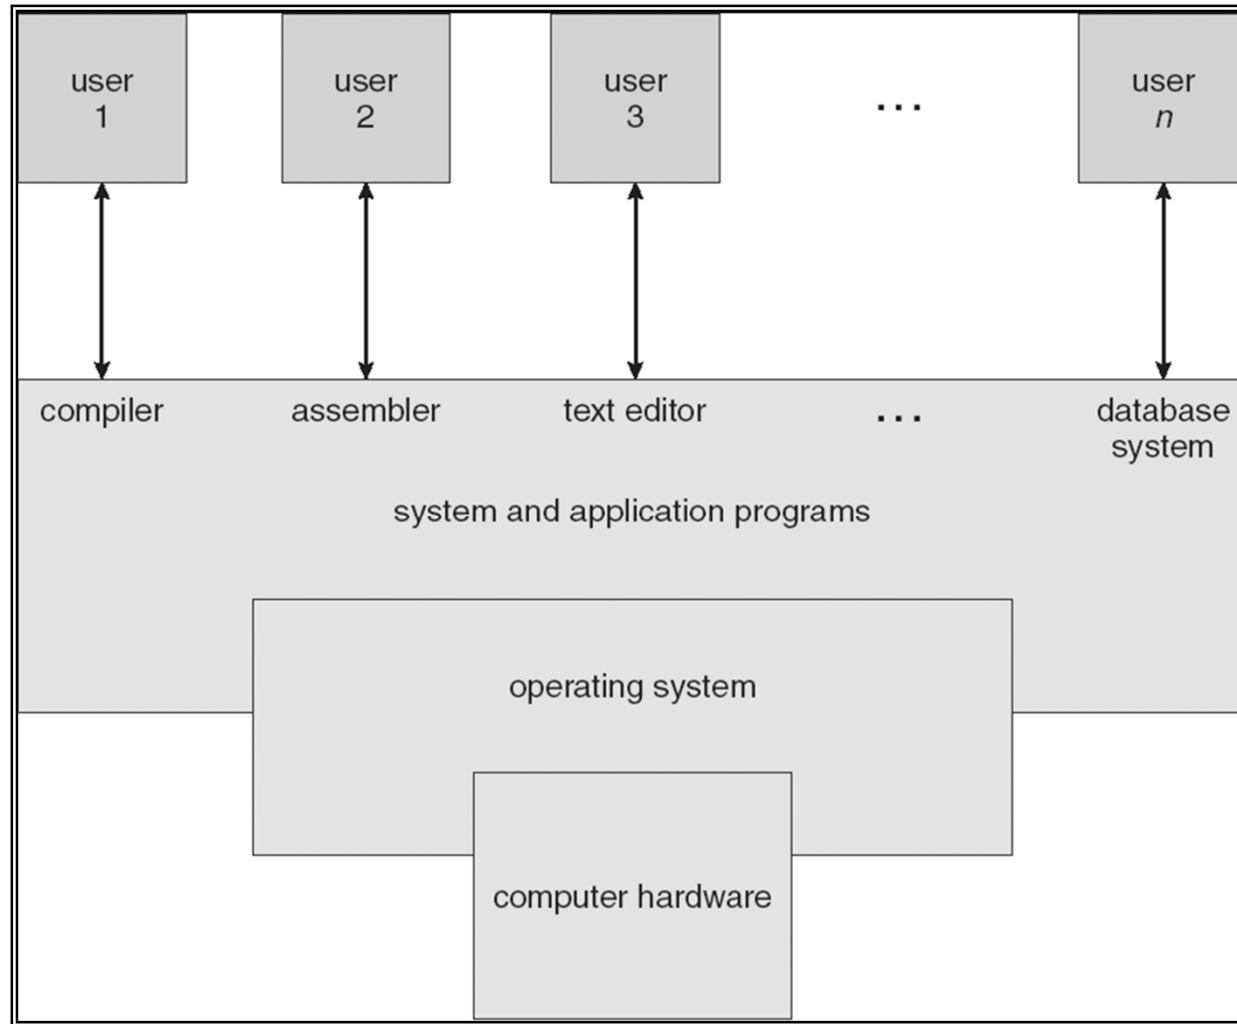 user
1
user
2
user
3
...
user
n
compiler
assembler
text editor
...
database
system
system and application programs
operating system
computer hardware